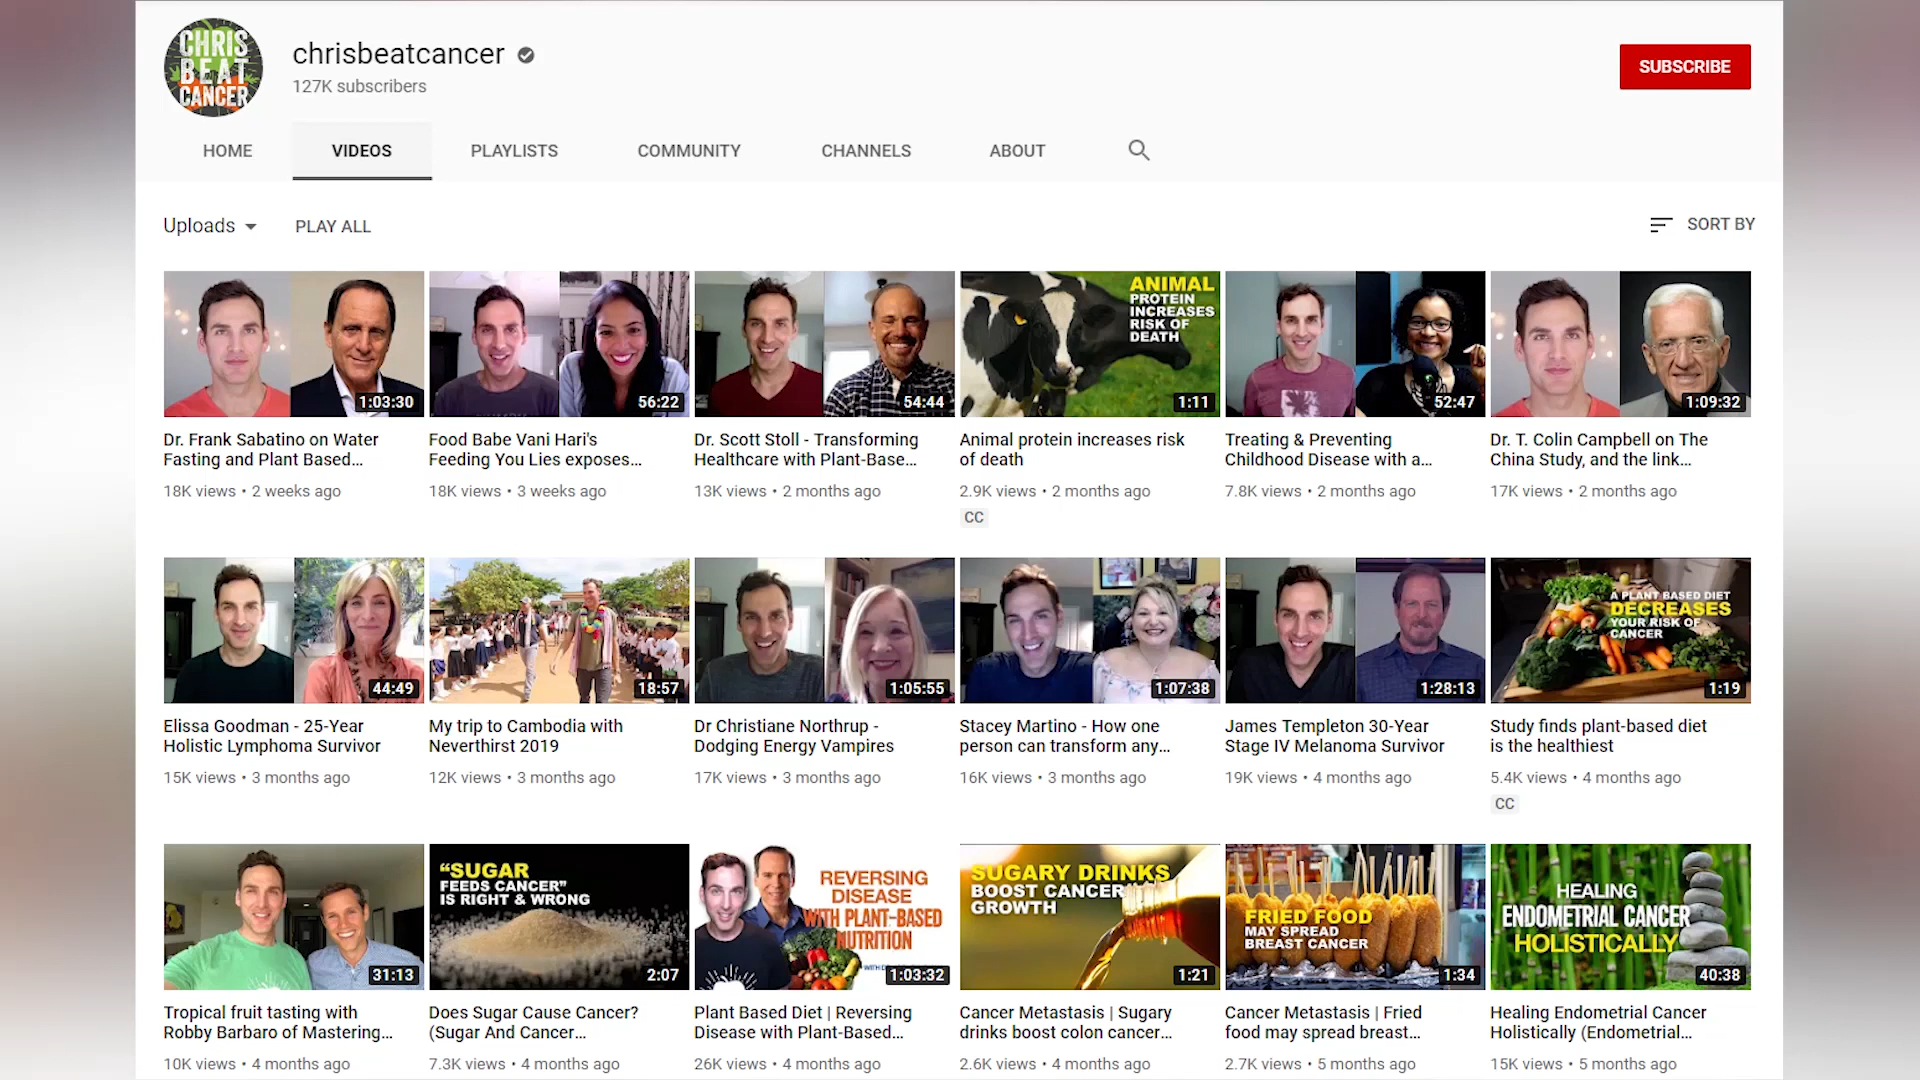 CHRIS
BEAT
CANCER
chrisbeatcancer
127K subscribers
SUBSCRIBE
HOME
VIDEOS
PLAYLISTS
COMMUNITY
CHANNELS
ABOUT
Uploads
PLAY ALL
SORT BY
1:03:30
56:22
54:44
ANIMAL
PROTEIN
INCREASES
RISK OF
DEATH
1:11
52:47
1:09:32
Dr. Frank Sabatino on Water
Fasting and Plant Based...
18K views • 2 weeks ago
Food Babe Vani Hari's
Feeding You Lies exposes...
18K views • 3 weeks ago
Dr. Scott Stoll - Transforming
Healthcare with Plant-Base...
13K views • 2 months ago
Animal protein increases risk
of death
2.9K views • 2 months ago
CC
Treating & Preventing
Childhood Disease with a...
7.8K views • 2 months ago
Dr. T. Colin Campbell on The
China Study, and the link...
17K views • 2 months ago
44:49
18:57
1:05:55
1:07:38
1:28:13
A PLANT BASED DIET
DECREASES
YOUR RISK OF
CANCER
1:19
Elissa Goodman - 25-Year
Holistic Lymphoma Survivor
15K views • 3 months ago
My trip to Cambodia with
Neverthirst 2019
12K views • 3 months ago
Dr Christiane Northrup -
Dodging Energy Vampires
17K views • 3 months ago
Stacey Martino - How one
person can transform any...
16K views • 3 months ago
James Templeton 30-Year
Stage IV Melanoma Survivor
19K views • 4 months ago
Study finds plant-based diet
is the healthiest
5.4K views • 4 months ago
CC
31:13
"SUGAR
FEEDS CANCER"
IS RIGHT & WRONG
2:07
REVERSING
DISEASE
WITH PLANT-BASED
NUTRITION
WITH
1:03:32
SUGARY DRINKS
BOOST CANCER
GROWTH
1:21
FRIED FOOD
MAY SPREAD
BREAST CANCER
1:34
HEALING
ENDOMETRIAL CANCER
HOLISTICALLY
40:38
Tropical fruit tasting with
Robby Barbaro of Mastering...
10K views • 4 months ago
Does Sugar Cause Cancer?
(Sugar And Cancer...
7.3K views • 4 months ago
Plant Based Diet | Reversing
Disease with Plant-Based...
26K views • 4 months ago
Cancer Metastasis | Sugary
drinks boost colon cancer...
2.6K views • 4 months ago
Cancer Metastasis | Fried
food may spread breast...
2.7K views • 5 months ago
Healing Endometrial Cancer
Holistically (Endometrial...
15K views • 5 months ago